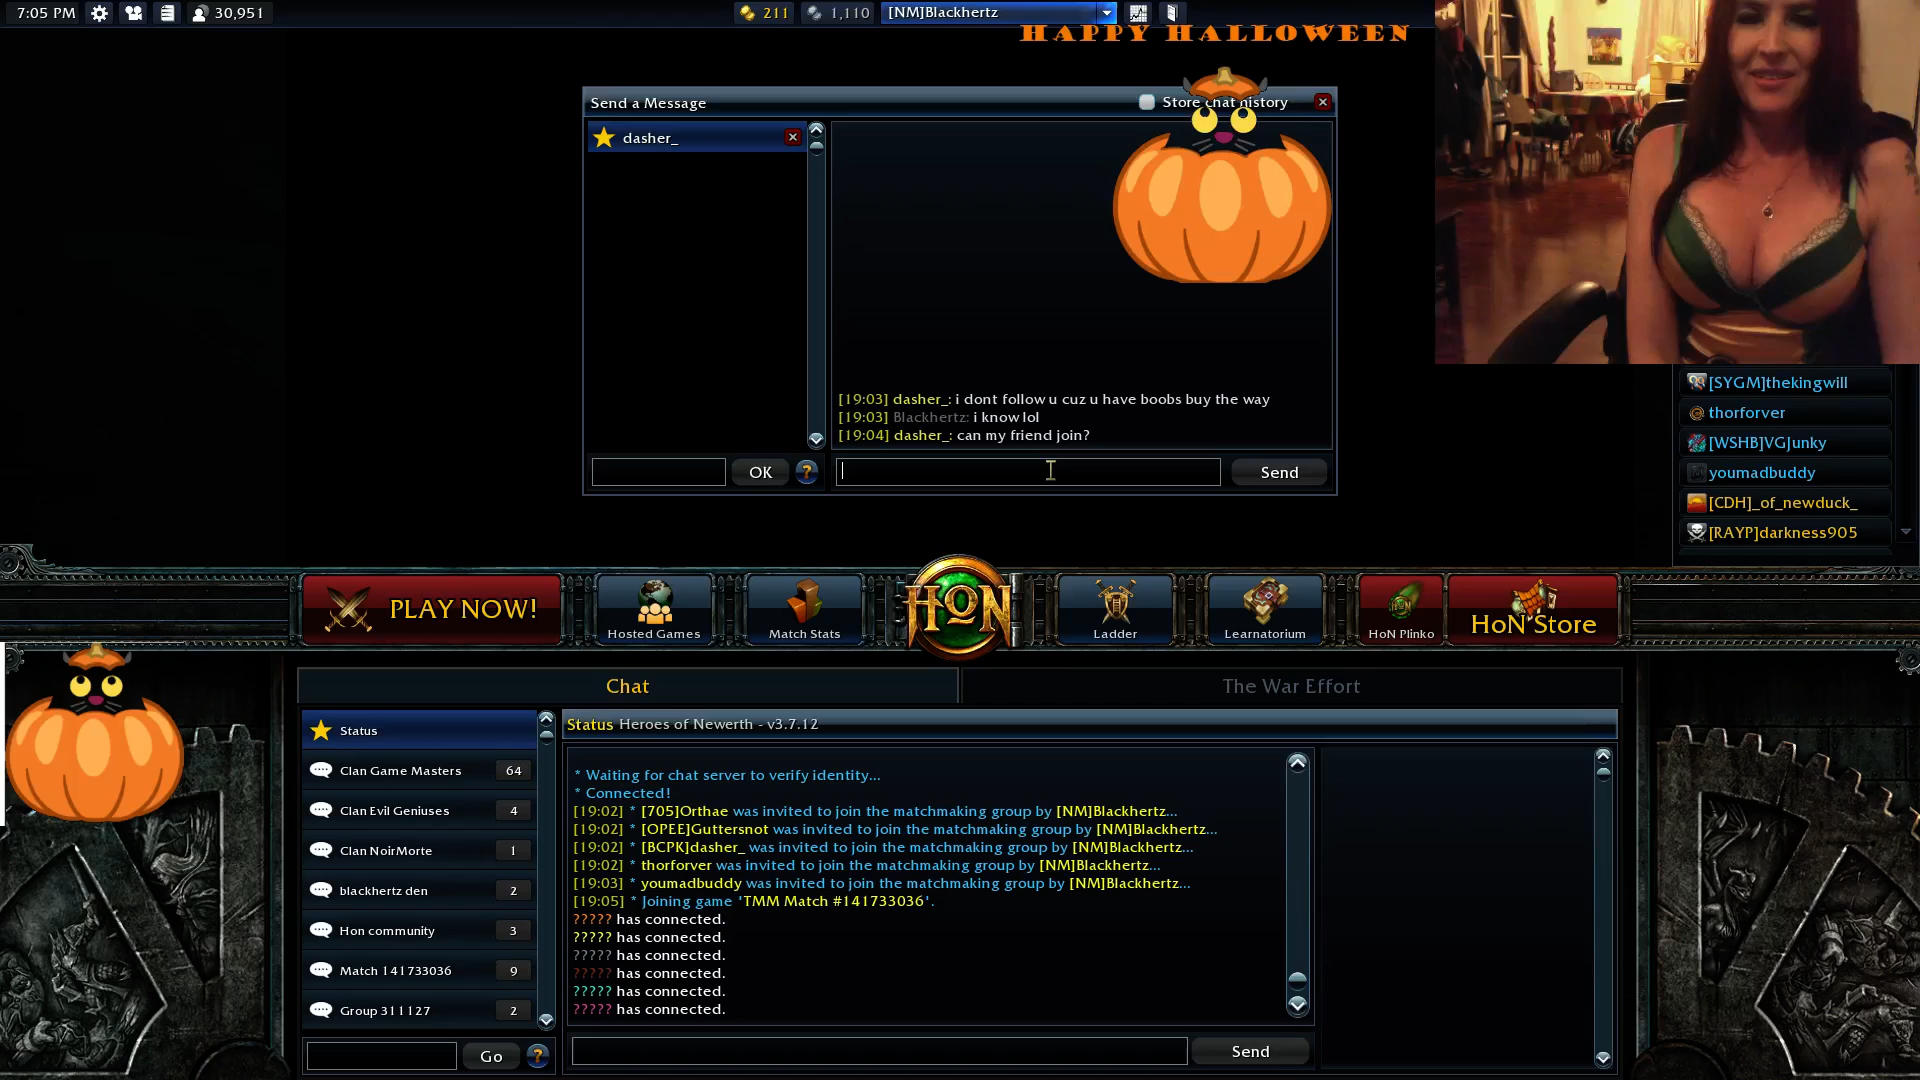 7:05 PM
30,951
211
1,110
[NM]Blackhertz
HAPPY HALLOWEEN
Send a Message
Store chat history
dasher_
[19:03] dasher_: i dont follow u cuz u have boobs buy the way
[19:03] Blackhertz: i know lol
[19:04] dasher_: can my friend join?
OK
?
Send
[SYGM]thekingwill
thorforver
[WSHB]VGJunky
youmadbuddy
[CDH]_of_newduck_
[RAYP]darkness905
PLAY NOW!
Hosted Games
Match Stats
HoN
Ladder
Learnatorium
HoN Plinko
HoN Store
Chat
The War Effort
Status
Clan Game Masters 64
Clan Evil Geniuses 4
Clan NoirMorte 1
blackhertz den 2
Hon community 3
Match 141733036 9
Group 311127 2
Go
?
Status Heroes of Newerth - v3.7.12
* Waiting for chat server to verify identity...
* Connected!
[19:02] * [705]Orthae was invited to join the matchmaking group by [NM]Blackhertz...
[19:02] * [OPEE]Guttersnot was invited to join the matchmaking group by [NM]Blackhertz...
[19:02] * [BCPK]dasher_ was invited to join the matchmaking group by [NM]Blackhertz...
[19:02] * thorforver was invited to join the matchmaking group by [NM]Blackhertz...
[19:03] * youmadbuddy was invited to join the matchmaking group by [NM]Blackhertz...
[19:05] * Joining game 'TMM Match #141733036'.
????? has connected.
????? has connected.
????? has connected.
????? has connected.
????? has connected.
????? has connected.
Send